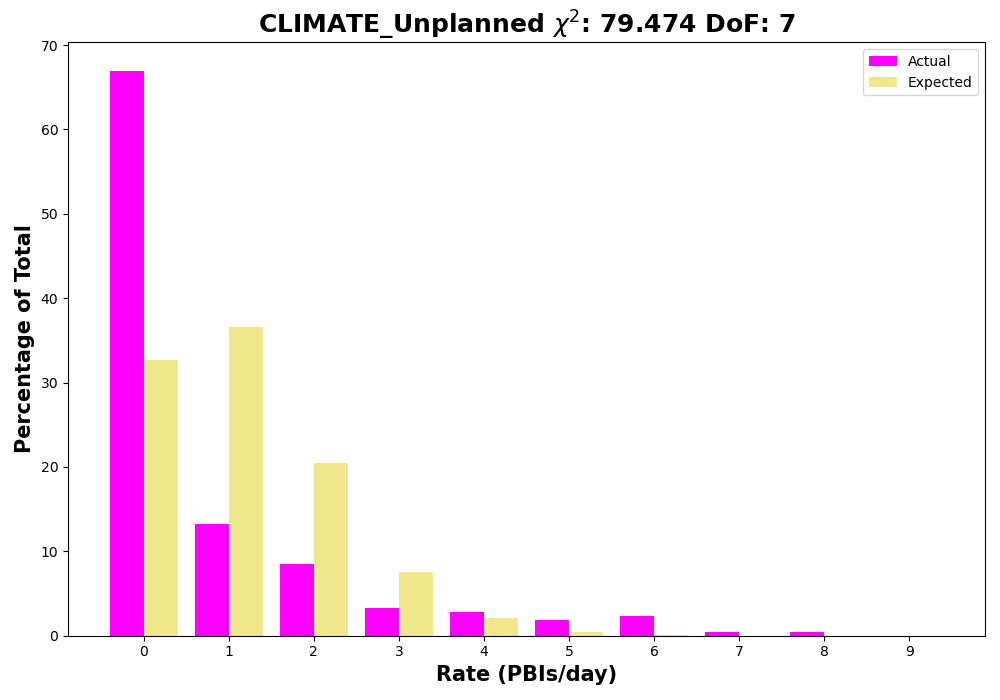 CLIMATE_Unplanned χ²: 79.474 DoF: 7
Actual
Expected
Percentage of Total
70
60
50
40
30
20
10
0
0 1 2 3 4 5 6 7 8 9
Rate (PBIs/day)